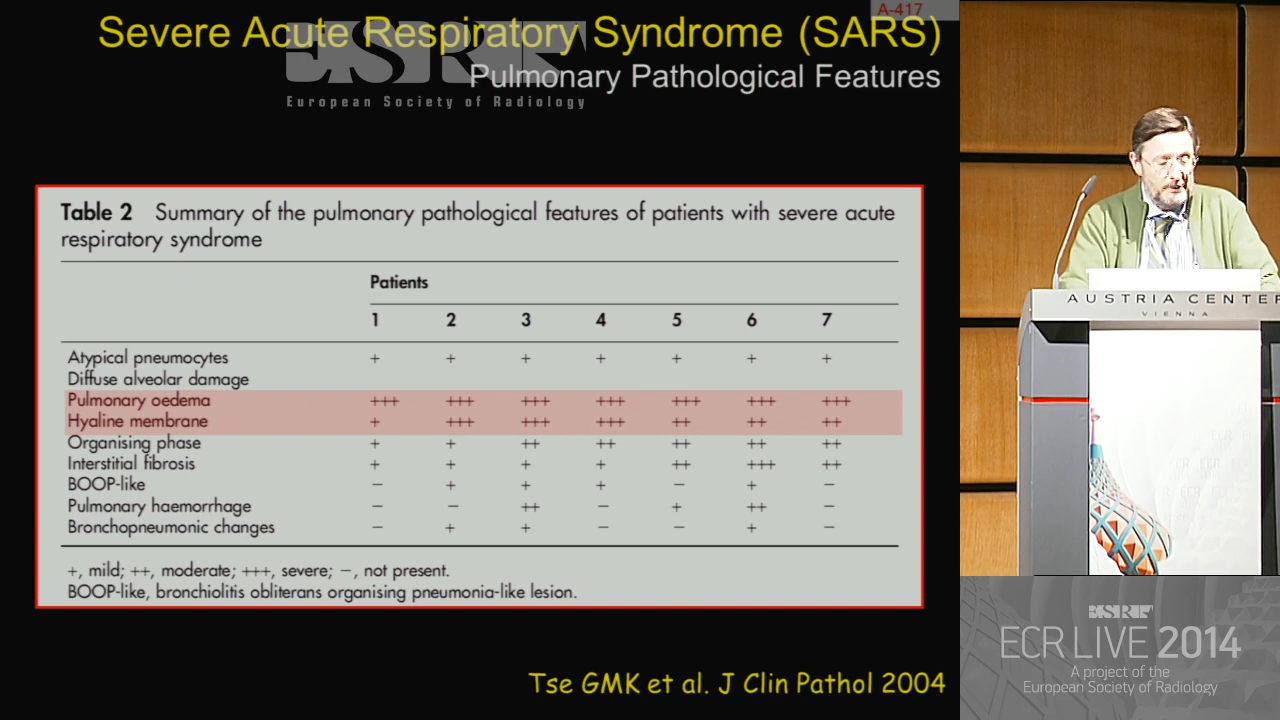 A-417
Severe Acute Respiratory Syndrome (SARS)
ESR
European Society of Radiology
Pulmonary Pathological Features
Table 2 Summary of the pulmonary pathological features of patients with severe acute
respiratory syndrome
Patients
1 2 3 4 5 6 7
Atypical pneumocytes + + + + + + +
Diffuse alveolar damage
Pulmonary oedema +++ +++ +++ +++ +++ +++ +++
Hyaline membrane + +++ +++ +++ ++ ++ ++
Organising phase + + ++ ++ ++ ++ ++
Interstitial fibrosis + + + + ++ +++ ++
BOOP-like − + + + − + −
Pulmonary haemorrhage − − ++ − + ++ −
Bronchopneumonic changes − + + − − + −
+, mild; ++, moderate; +++, severe; −, not present.
BOOP-like, bronchiolitis obliterans organising pneumonia-like lesion.
Tse GMK et al. J Clin Pathol 2004
AUSTRIA CENTER
VIENNA
ESR
ECR LIVE 2014
A project of the
European Society of Radiology